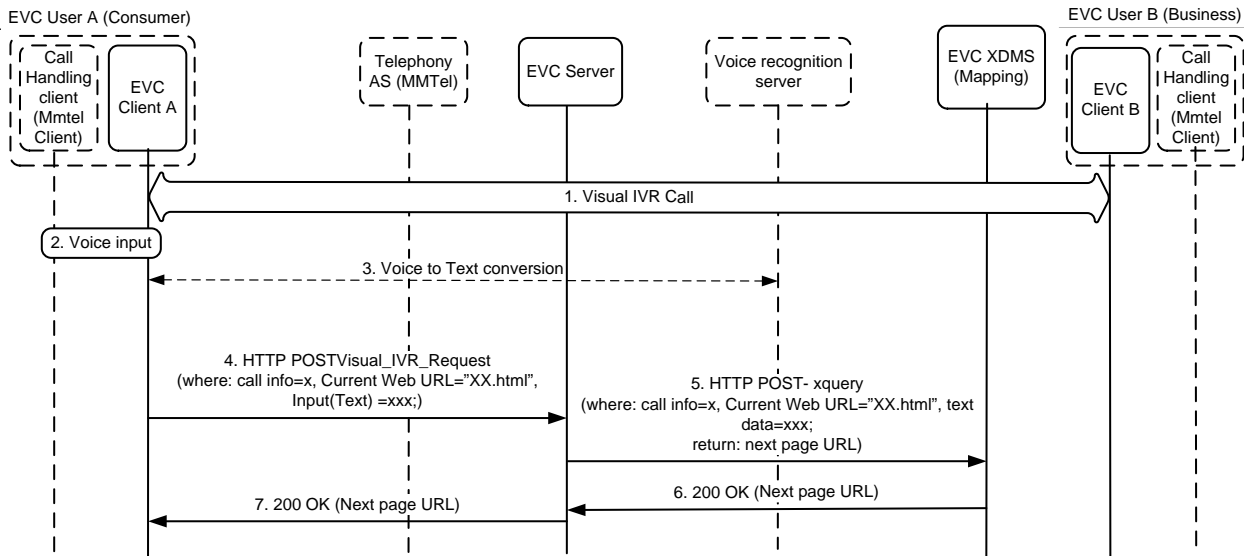 EVC User A (Consumer)
EVC User B (Business)
Call
Handling
client
(Mmtel
Client)
EVC
Client A
Telephony
AS (MMTel)
EVC Server
Voice recognition
server
EVC XDMS
(Mapping)
EVC
Client B
Call
Handling
client
(Mmtel
Client)
1. Visual IVR Call
2. Voice input
3. Voice to Text conversion
4. HTTP POSTVisual_IVR_Request
(where: call info=x, Current Web URL=”XX.html”,
Input(Text) =xxx;)
5. HTTP POST- xquery
(where: call info=x, Current Web URL=”XX.html”, text
data=xxx;
return: next page URL)
6. 200 OK (Next page URL)
7. 200 OK (Next page URL)